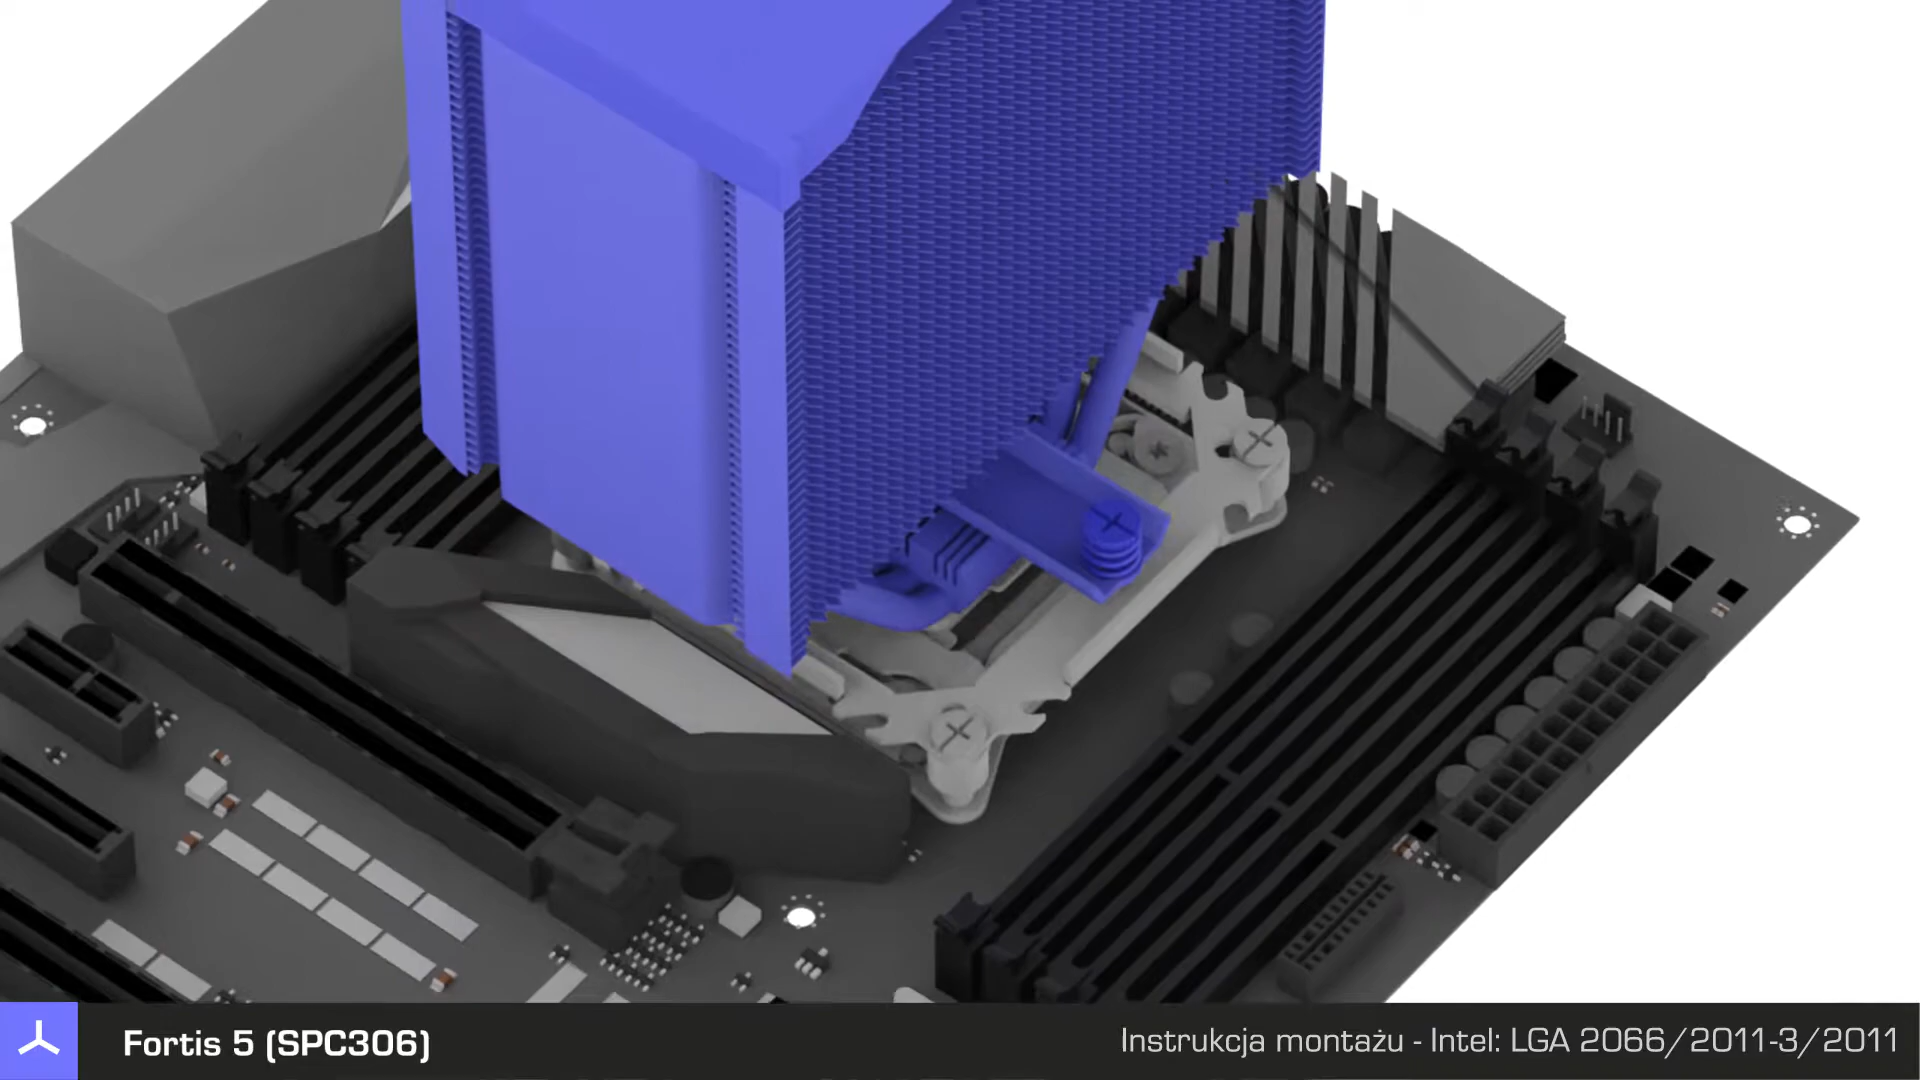 Fortis 5 (SPC306)
Instrukcja montażu - Intel: LGA 2066/2011-3/2011